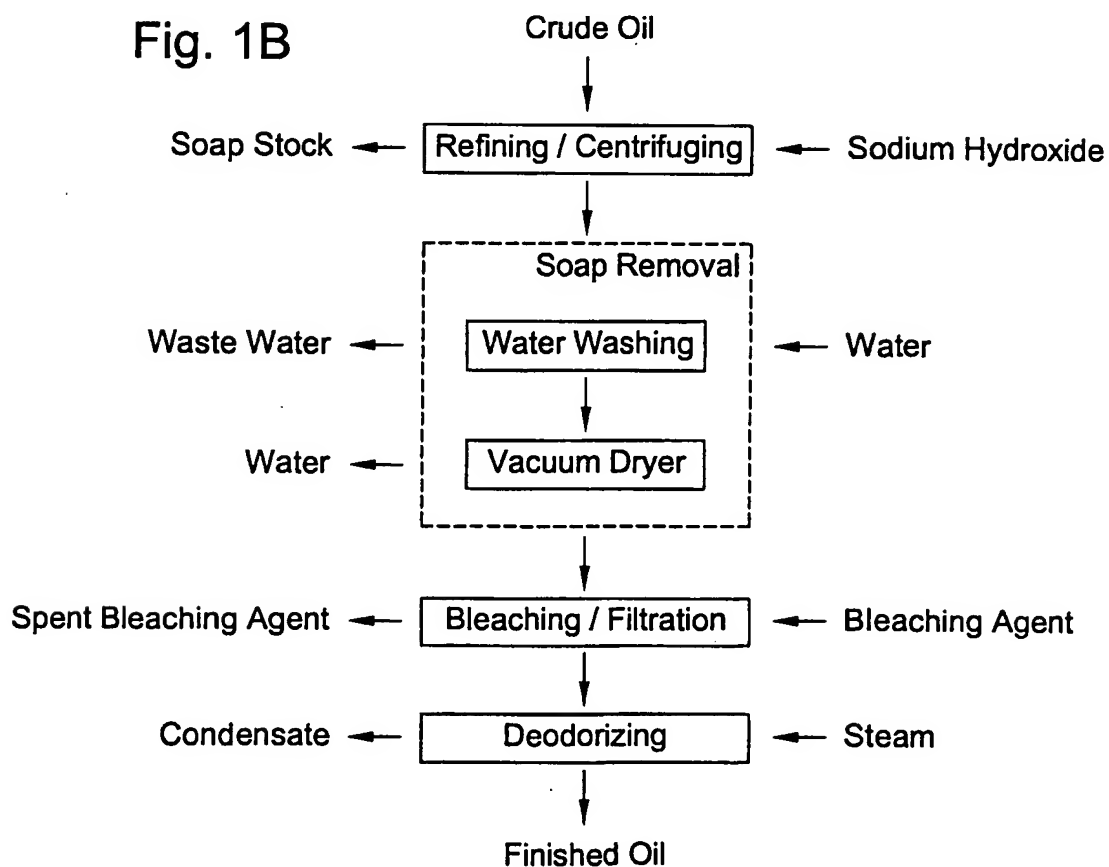 Fig. 1B
Crude Oil
Soap Stock
Refining / Centrifuging
Sodium Hydroxide
Soap Removal
Waste Water
Water Washing
Water
Water
Vacuum Dryer
Spent Bleaching Agent
Bleaching / Filtration
Bleaching Agent
Condensate
Deodorizing
Steam
Finished Oil